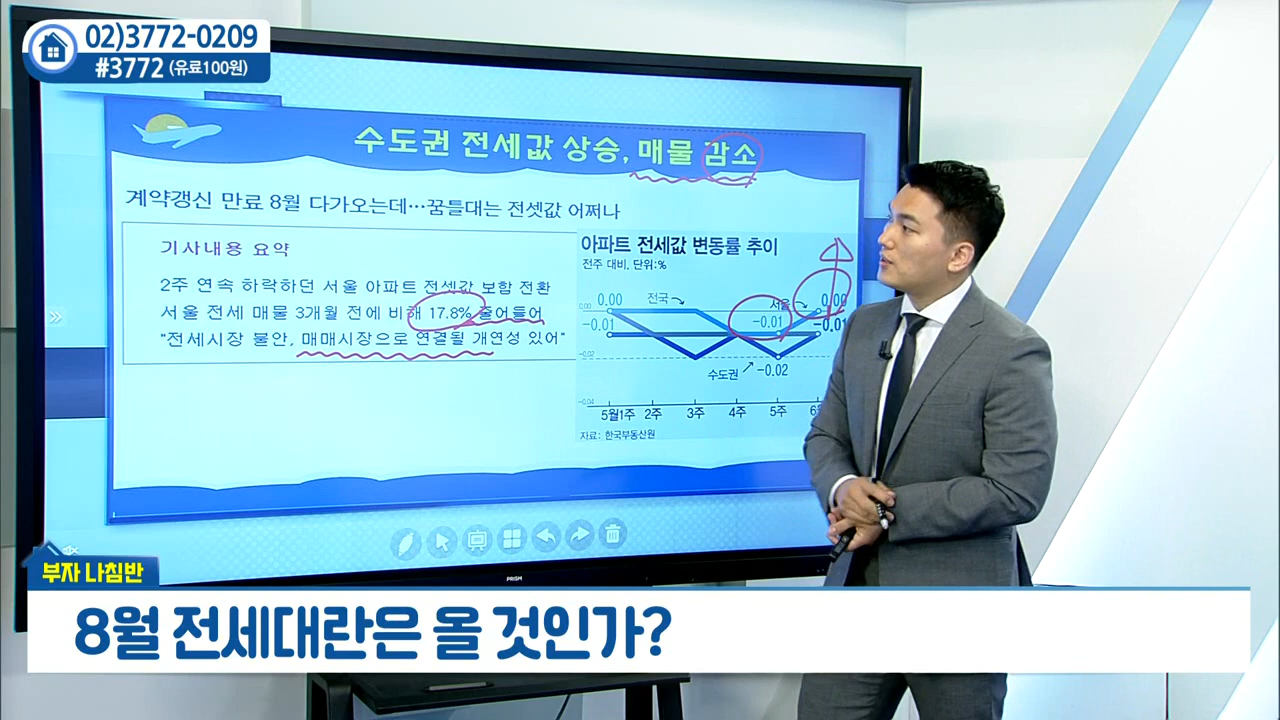 02)3772-0209
#3772 (유료100원)
수도권 전세값 상승, 매물 감소
계약갱신 만료 8월 다가오는데…꿈틀대는 전셋값 어쩌나
기사내용 요약
2주 연속 하락하던 서울 아파트 전셋값 보합 전환
서울 전세 매물 3개월 전에 비해 17.8% 줄어들어
"전세시장 불안, 매매시장으로 연결될 개연성 있어"
아파트 전세값 변동률 추이
전주 대비, 단위:%
0.00
0.00 전국 서울 0.00
-0.01 -0.01 -0.01
-0.02
수도권 -0.02
-0.04
5월1주 2주 3주 4주 5주 6
자료: 한국부동산원
PRISM
부자 나침반
8월 전세대란은 올 것인가?